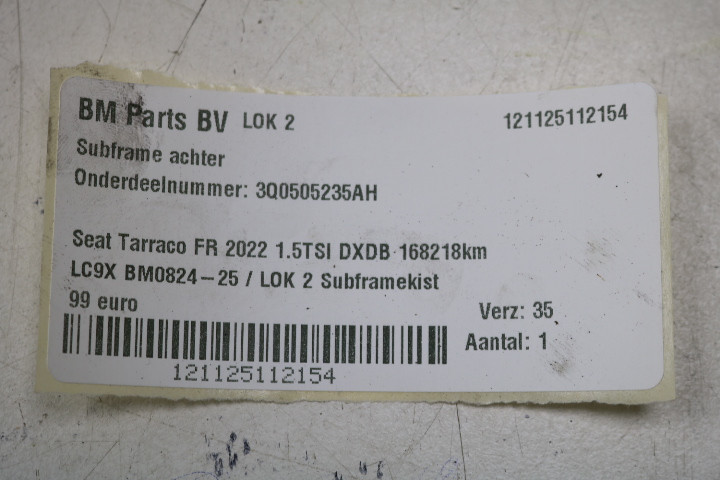 BM Parts BV LOK 2 121125112154
Subframe achter
Onderdeelnummer: 3Q0505235AH
Seat Tarraco FR 2022 1.5TSI DXDB 168218km
LC9X BM0824-25 / LOK 2 Subframekist
99 euro Verz: 35
Aantal: 1
121125112154